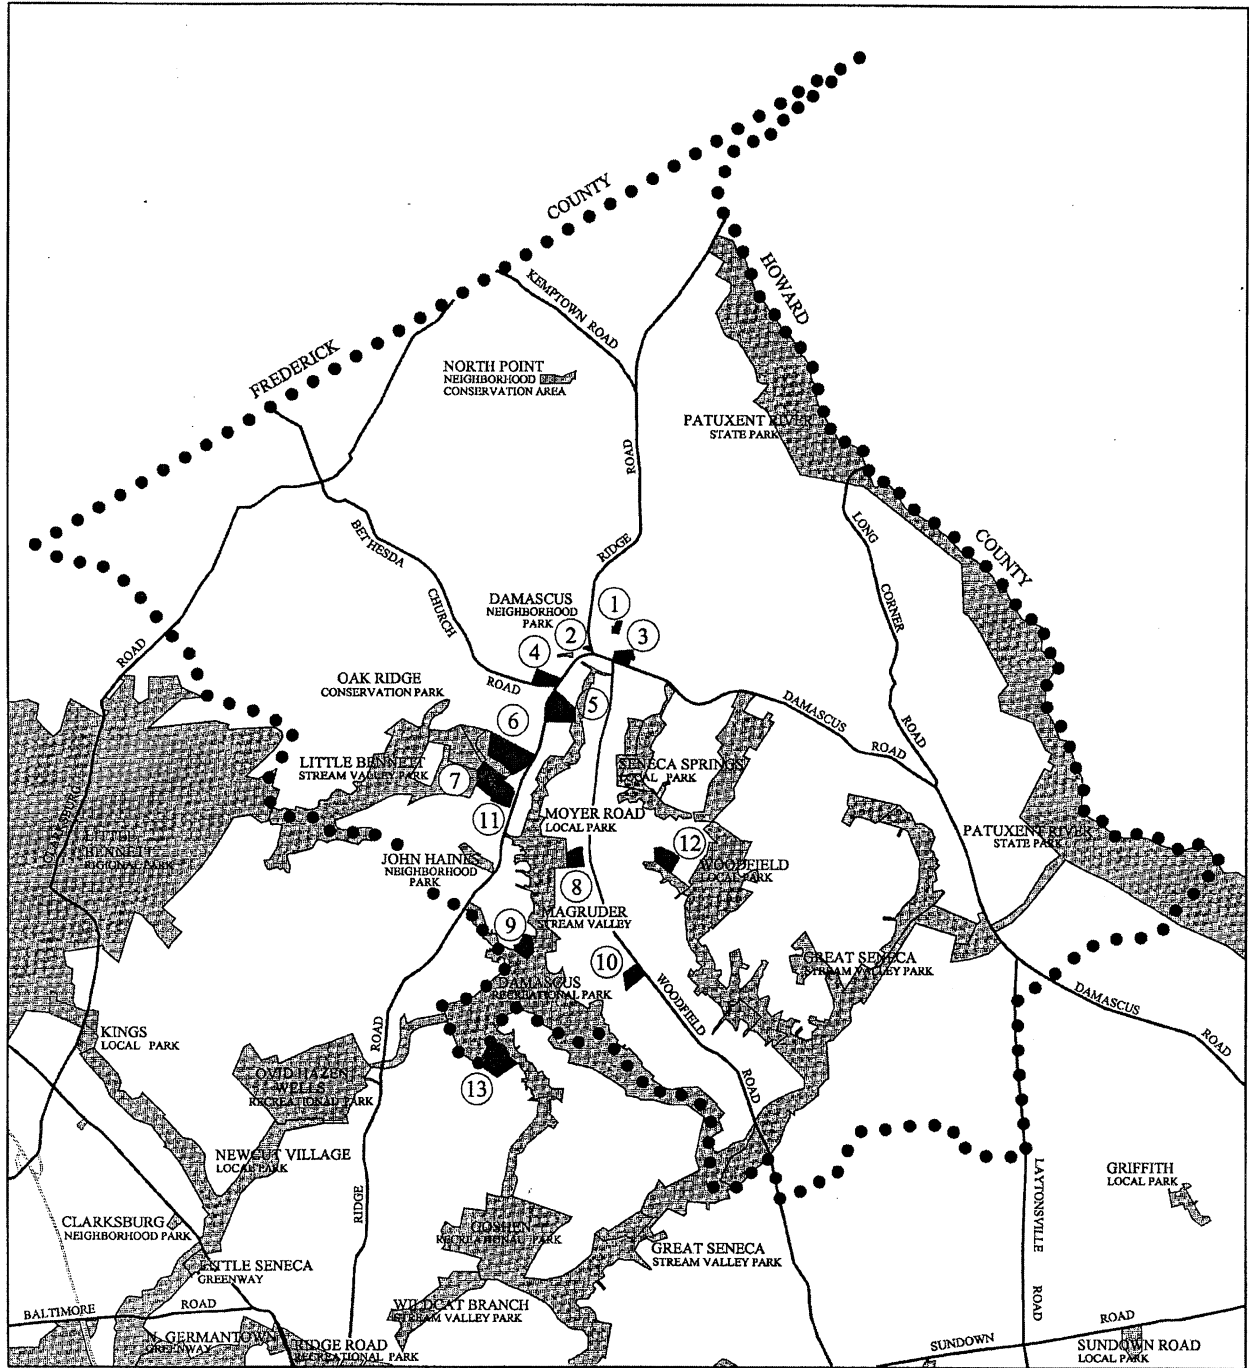 COUNTY
HOWARD
KEMPTOWN ROAD
FREDERICK
NORTH POINT
NEIGHBORHOOD
CONSERVATION AREA
PATUXENT RIVER
STATE PARK
ROAD
LONG
COUNTY
BETHESDA
RIDGE
CHURCH
CORNER
DAMASCUS
NEIGHBORHOOD
PARK
1
2
3
4
ROAD
OAK RIDGE
CONSERVATION PARK
ROAD
5
DAMASCUS
ROAD
ROAD
6
LITTLE BENNETT
STREAM VALLEY PARK
SENECA SPRINGS
LOCAL PARK
7
11
MOYER ROAD
LOCAL PARK
CLARKSBURG
LITTLE
BENNETT
REGIONAL PARK
PATUXENT RIVER
STATE PARK
12
JOHN HAINES
NEIGHBORHOOD
PARK
WOODFIELD
LOCAL PARK
8
MAGRUDER
STREAM VALLEY
9
10
GREAT SENECA
STREAM VALLEY PARK
DAMASCUS
RECREATIONAL PARK
WOODFIELD
DAMASCUS
ROAD
KINGS
LOCAL PARK
ROAD
OVID HAZEN
WELLS
RECREATIONAL PARK
13
ROAD
NEWCUT VILLAGE
LOCAL PARK
GRIFFITH
LOCAL PARK
RIDGE
LAYTONSVILLE
CLARKSBURG
NEIGHBORHOOD PARK
GOSHEN
RECREATIONAL PARK
GREAT SENECA
STREAM VALLEY PARK
LITTLE SENECA
GREENWAY
ROAD
BALTIMORE
ROAD
WILDCAT BRANCH
STREAM VALLEY PARK
ROAD
N. GERMANTOWN
GREENWAY
RIDGE ROAD
RECREATIONAL PARK
SUNDOWN
SUNDOWN ROAD
LOCAL PARK